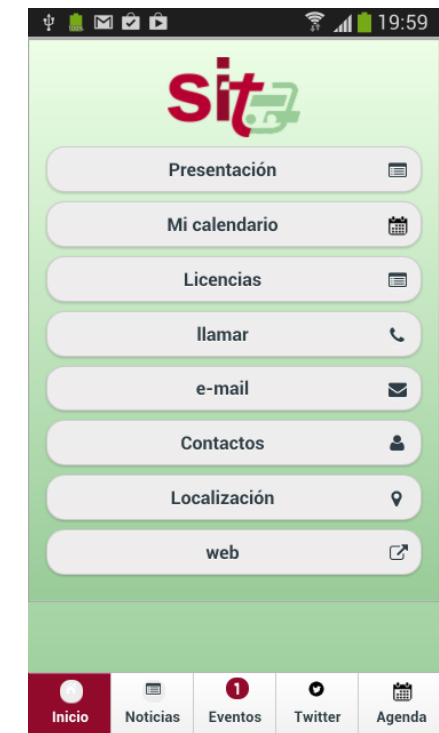 19:59
sit
Presentación
Mi calendario
Licencias
llamar
e-mail
Contactos
Localización
web
1
Inicio Noticias Eventos Twitter Agenda